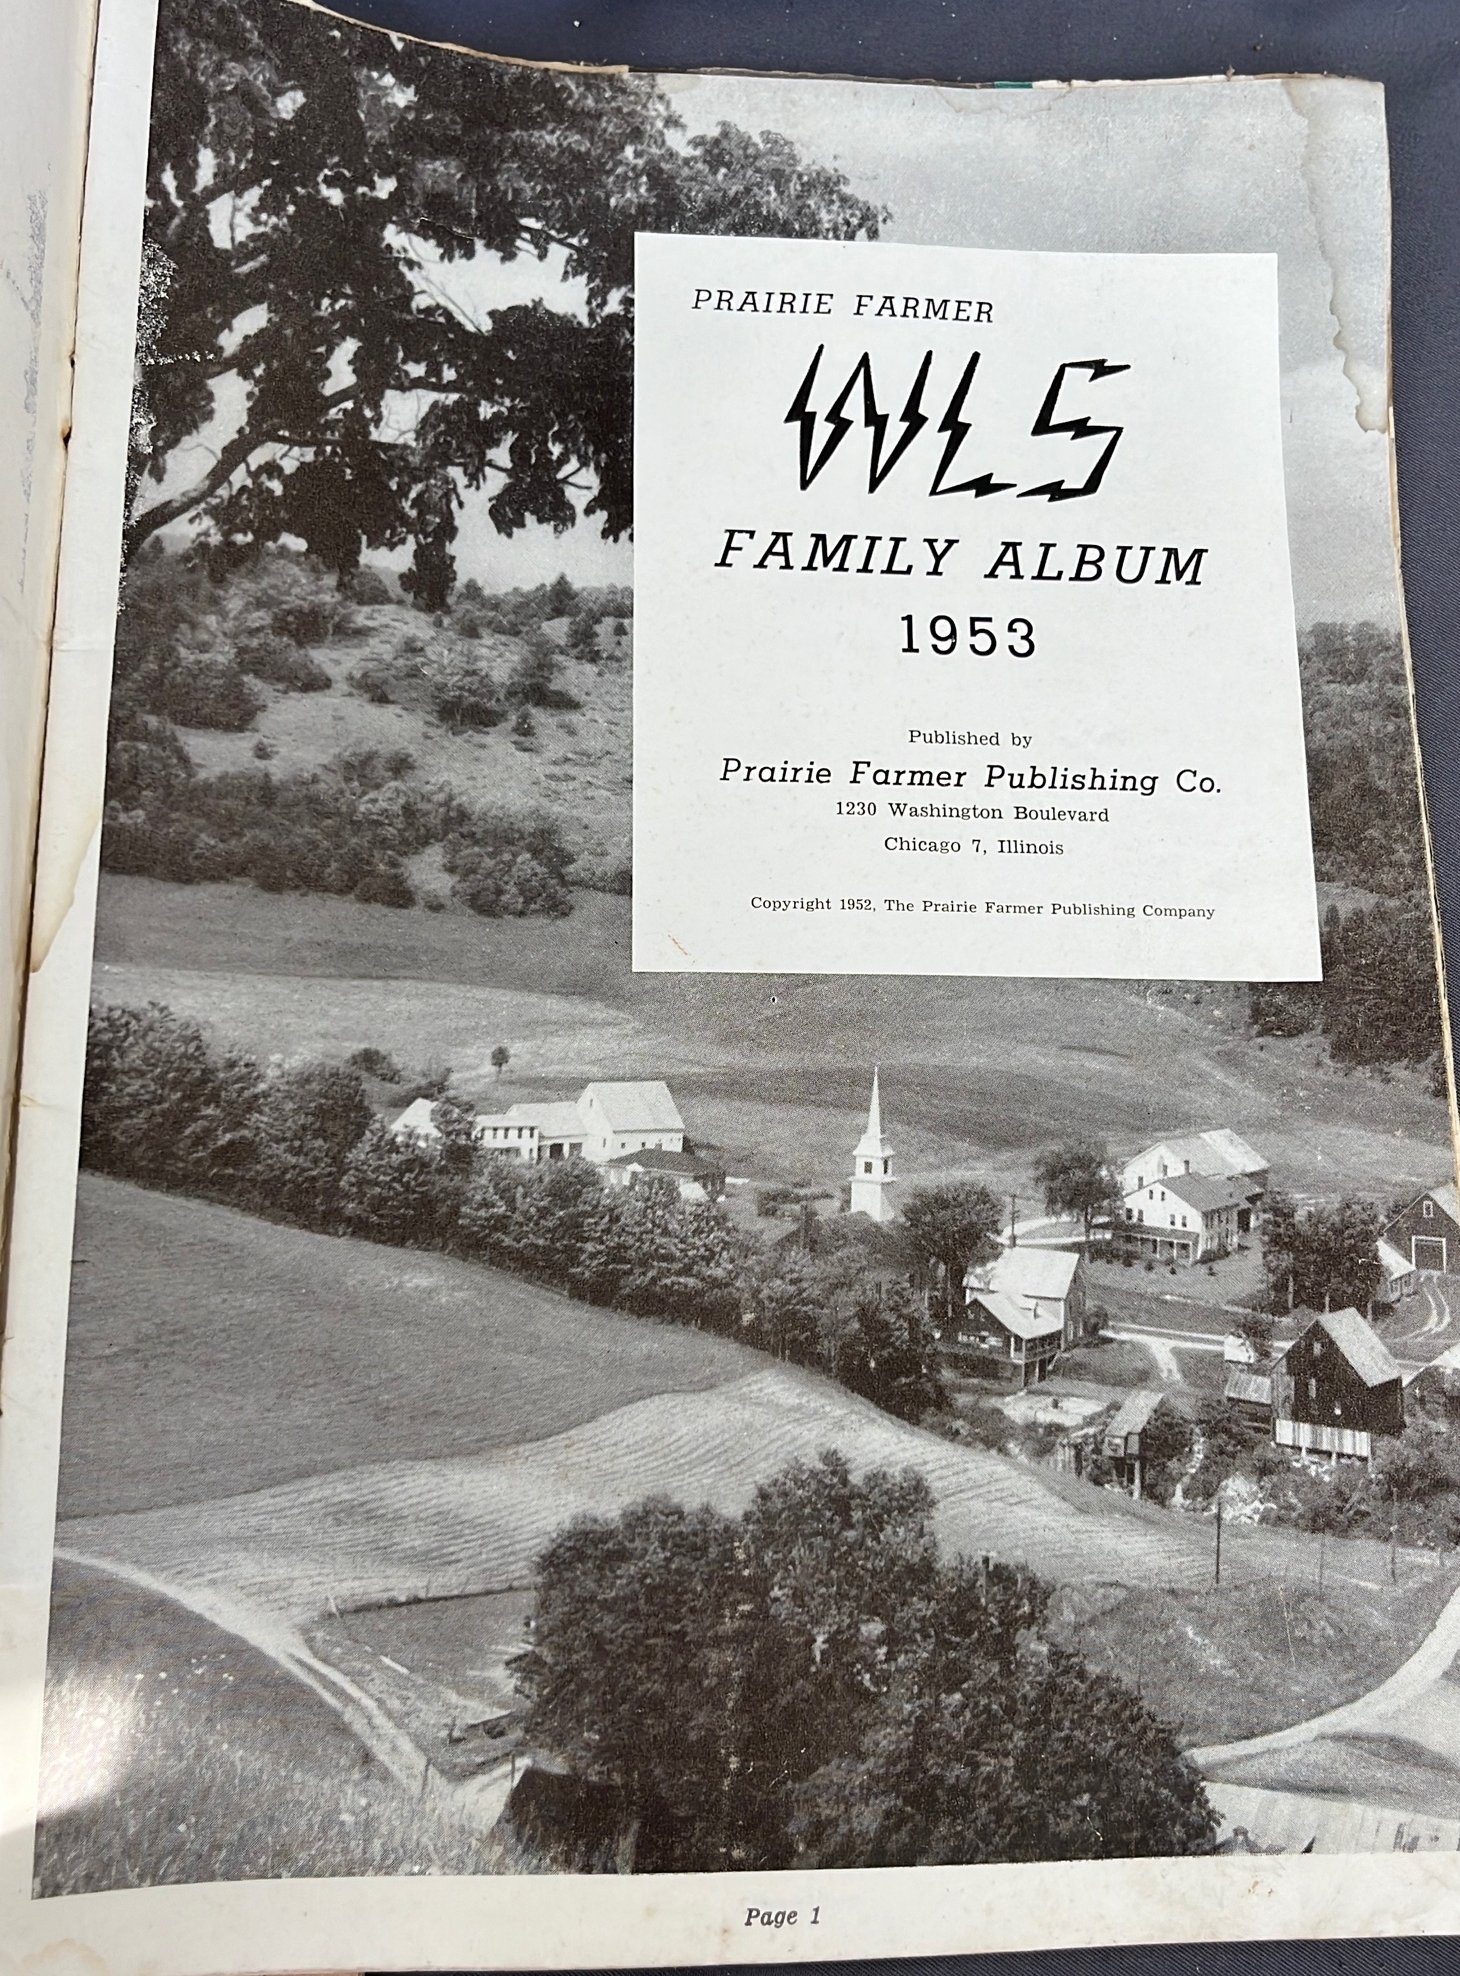 PRAIRIE FARMER
WLS
FAMILY ALBUM
1953
Published by
Prairie Farmer Publishing Co.
1230 Washington Boulevard
Chicago 7, Illinois
Copyright 1952, The Prairie Farmer Publishing Company
Page 1